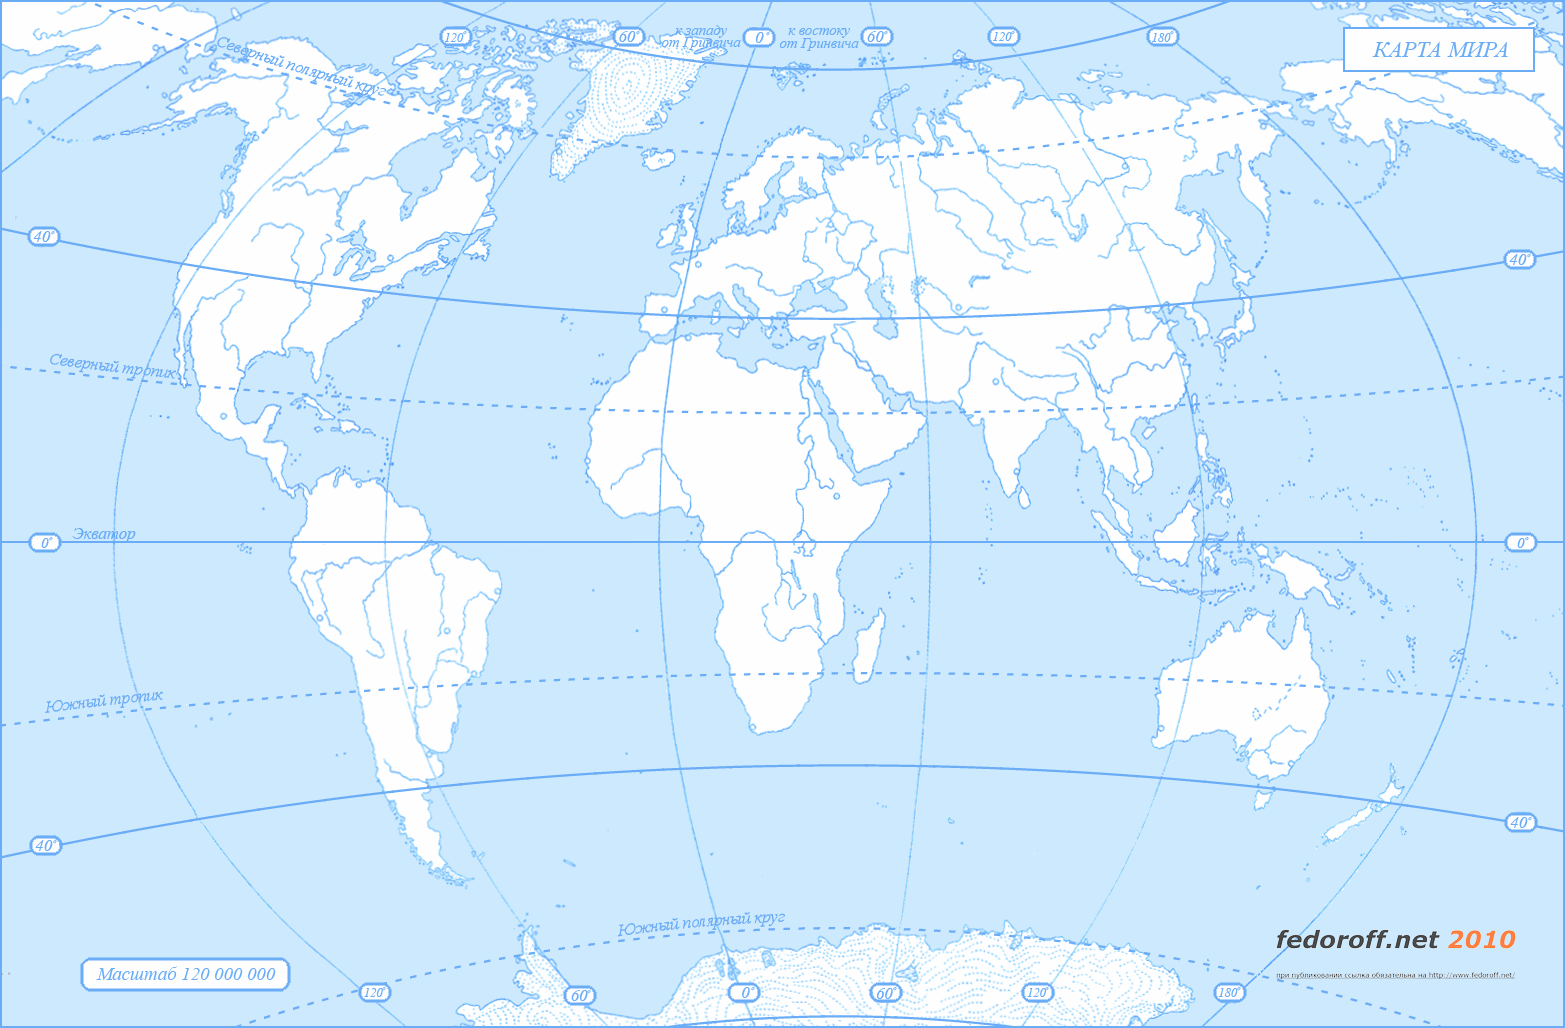 120°
60°
к западу
от Гринвича
0°
к востоку
от Гринвича
60°
120°
180°
КАРТА МИРА
Северный полярный круг
40°
40°
Северный тропик
Экватор
0°
0°
Южный тропик
40°
40°
Южный полярный круг
fedoroff.net 2010
при публиковании ссылка обязательна на http://www.fedoroff.net/
Масштаб 120 000 000
120°
60°
0°
60°
120°
180°